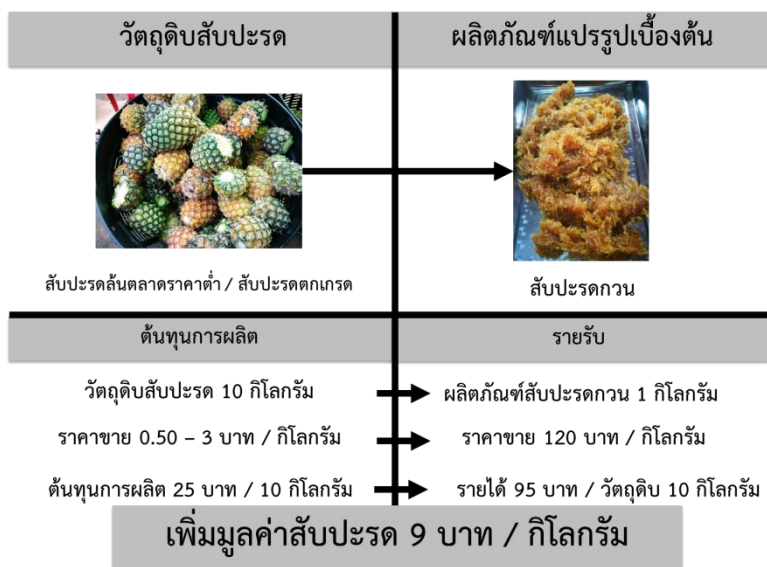 วัตถุดิบสับปะรด
ผลิตภัณฑ์แปรรูปเบื้องต้น
สับปะรดล้นตลาดราคาต่ำ / สับปะรดตกเกรด
สับปะรดกวน
ต้นทุนการผลิต
รายรับ
วัตถุดิบสับปะรด 10 กิโลกรัม
ผลิตภัณฑ์สับปะรดกวน 1 กิโลกรัม
ราคาขาย 0.50 – 3 บาท / กิโลกรัม
ราคาขาย 120 บาท / กิโลกรัม
ต้นทุนการผลิต 25 บาท / 10 กิโลกรัม
รายได้ 95 บาท / วัตถุดิบ 10 กิโลกรัม
เพิ่มมูลค่าสับปะรด 9 บาท / กิโลกรัม